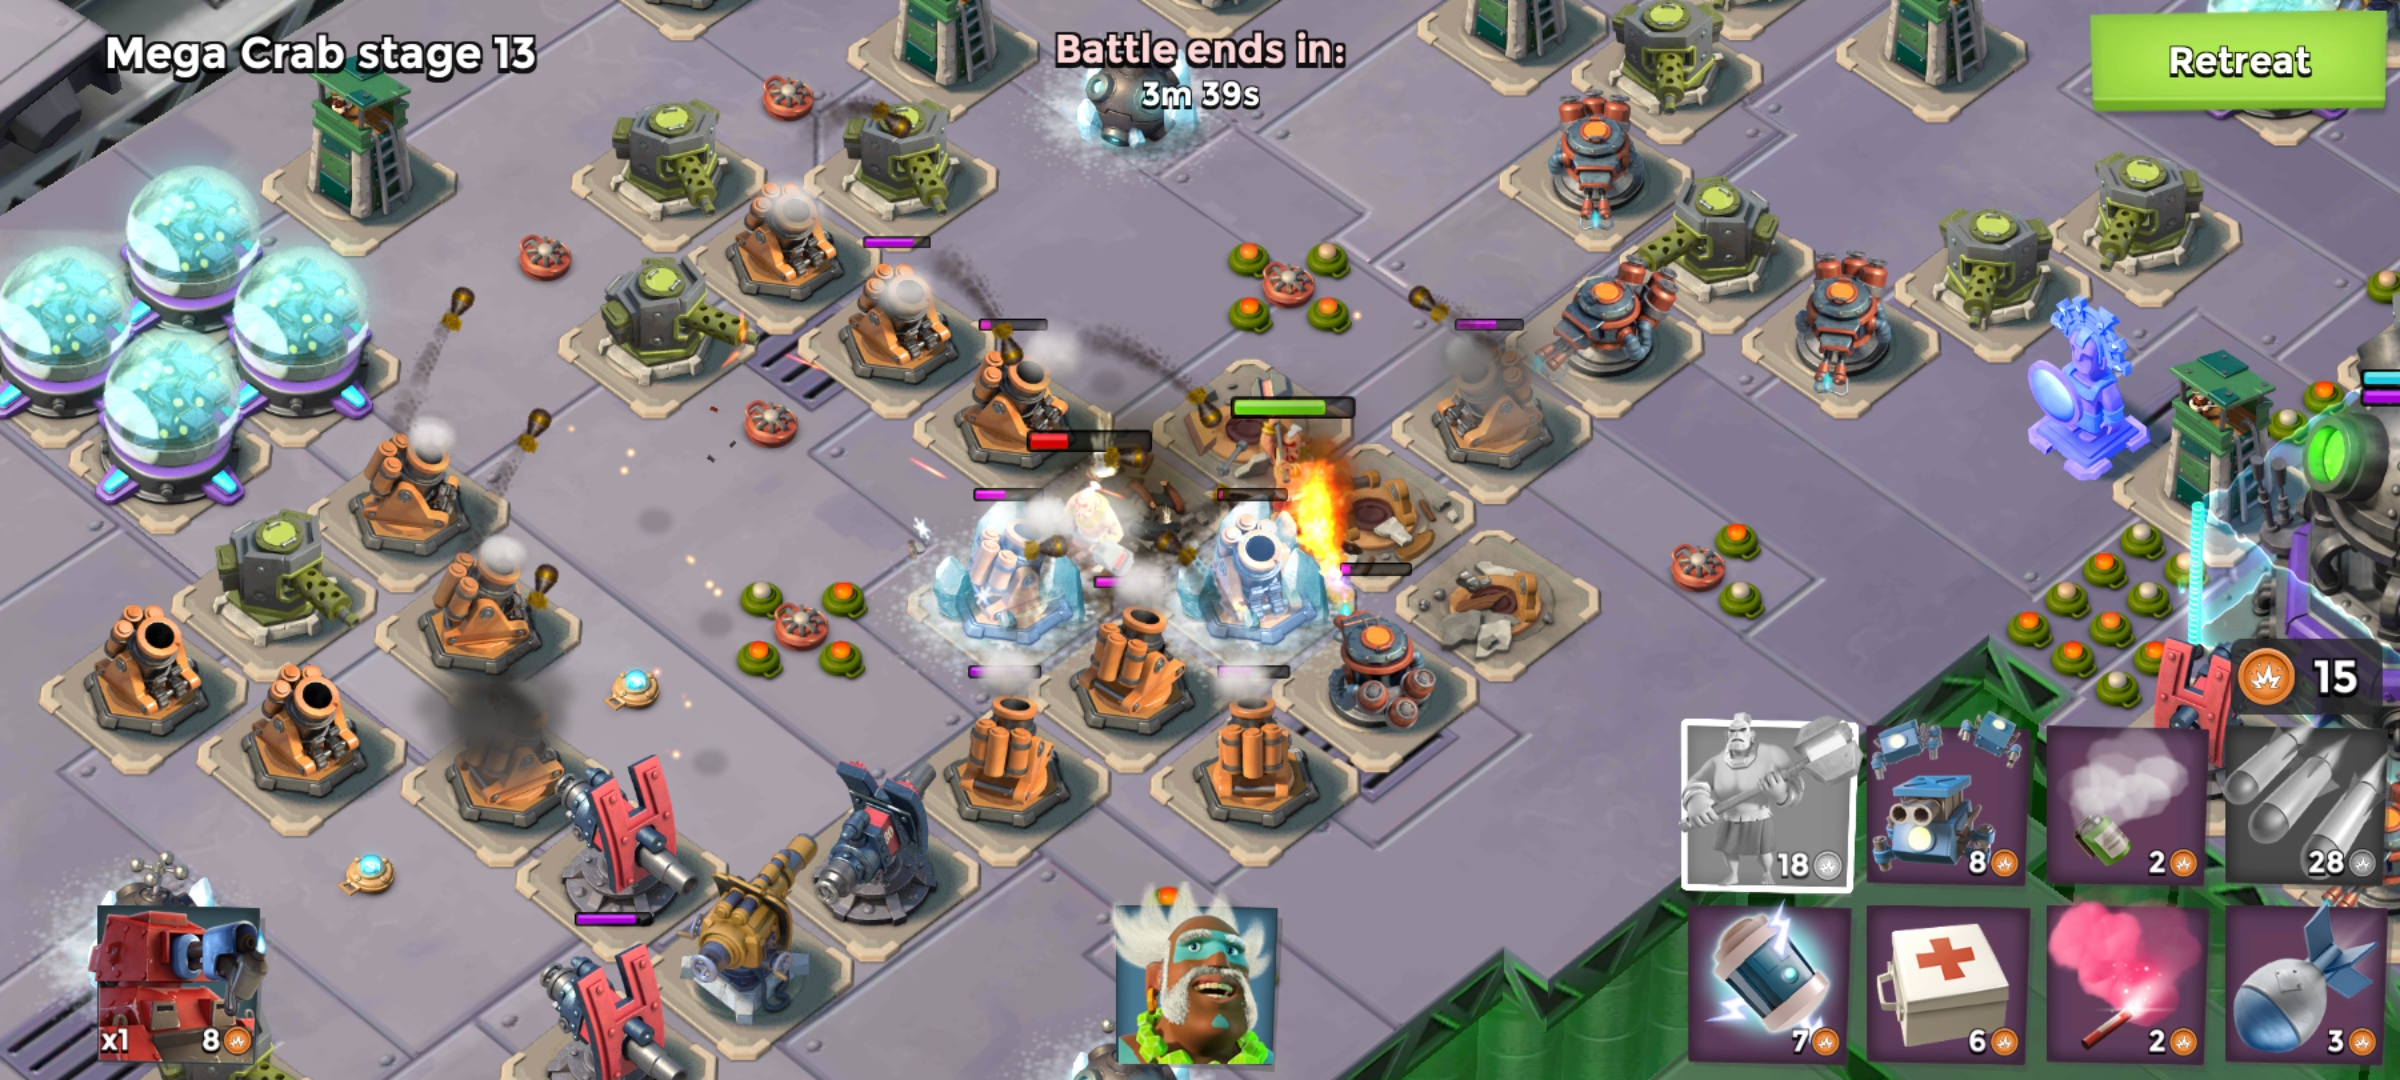 Mega Crab stage 13
Battle ends in:
3m 39s
Retreat
15
18
8
2
28
7
6
2
3
x1
8